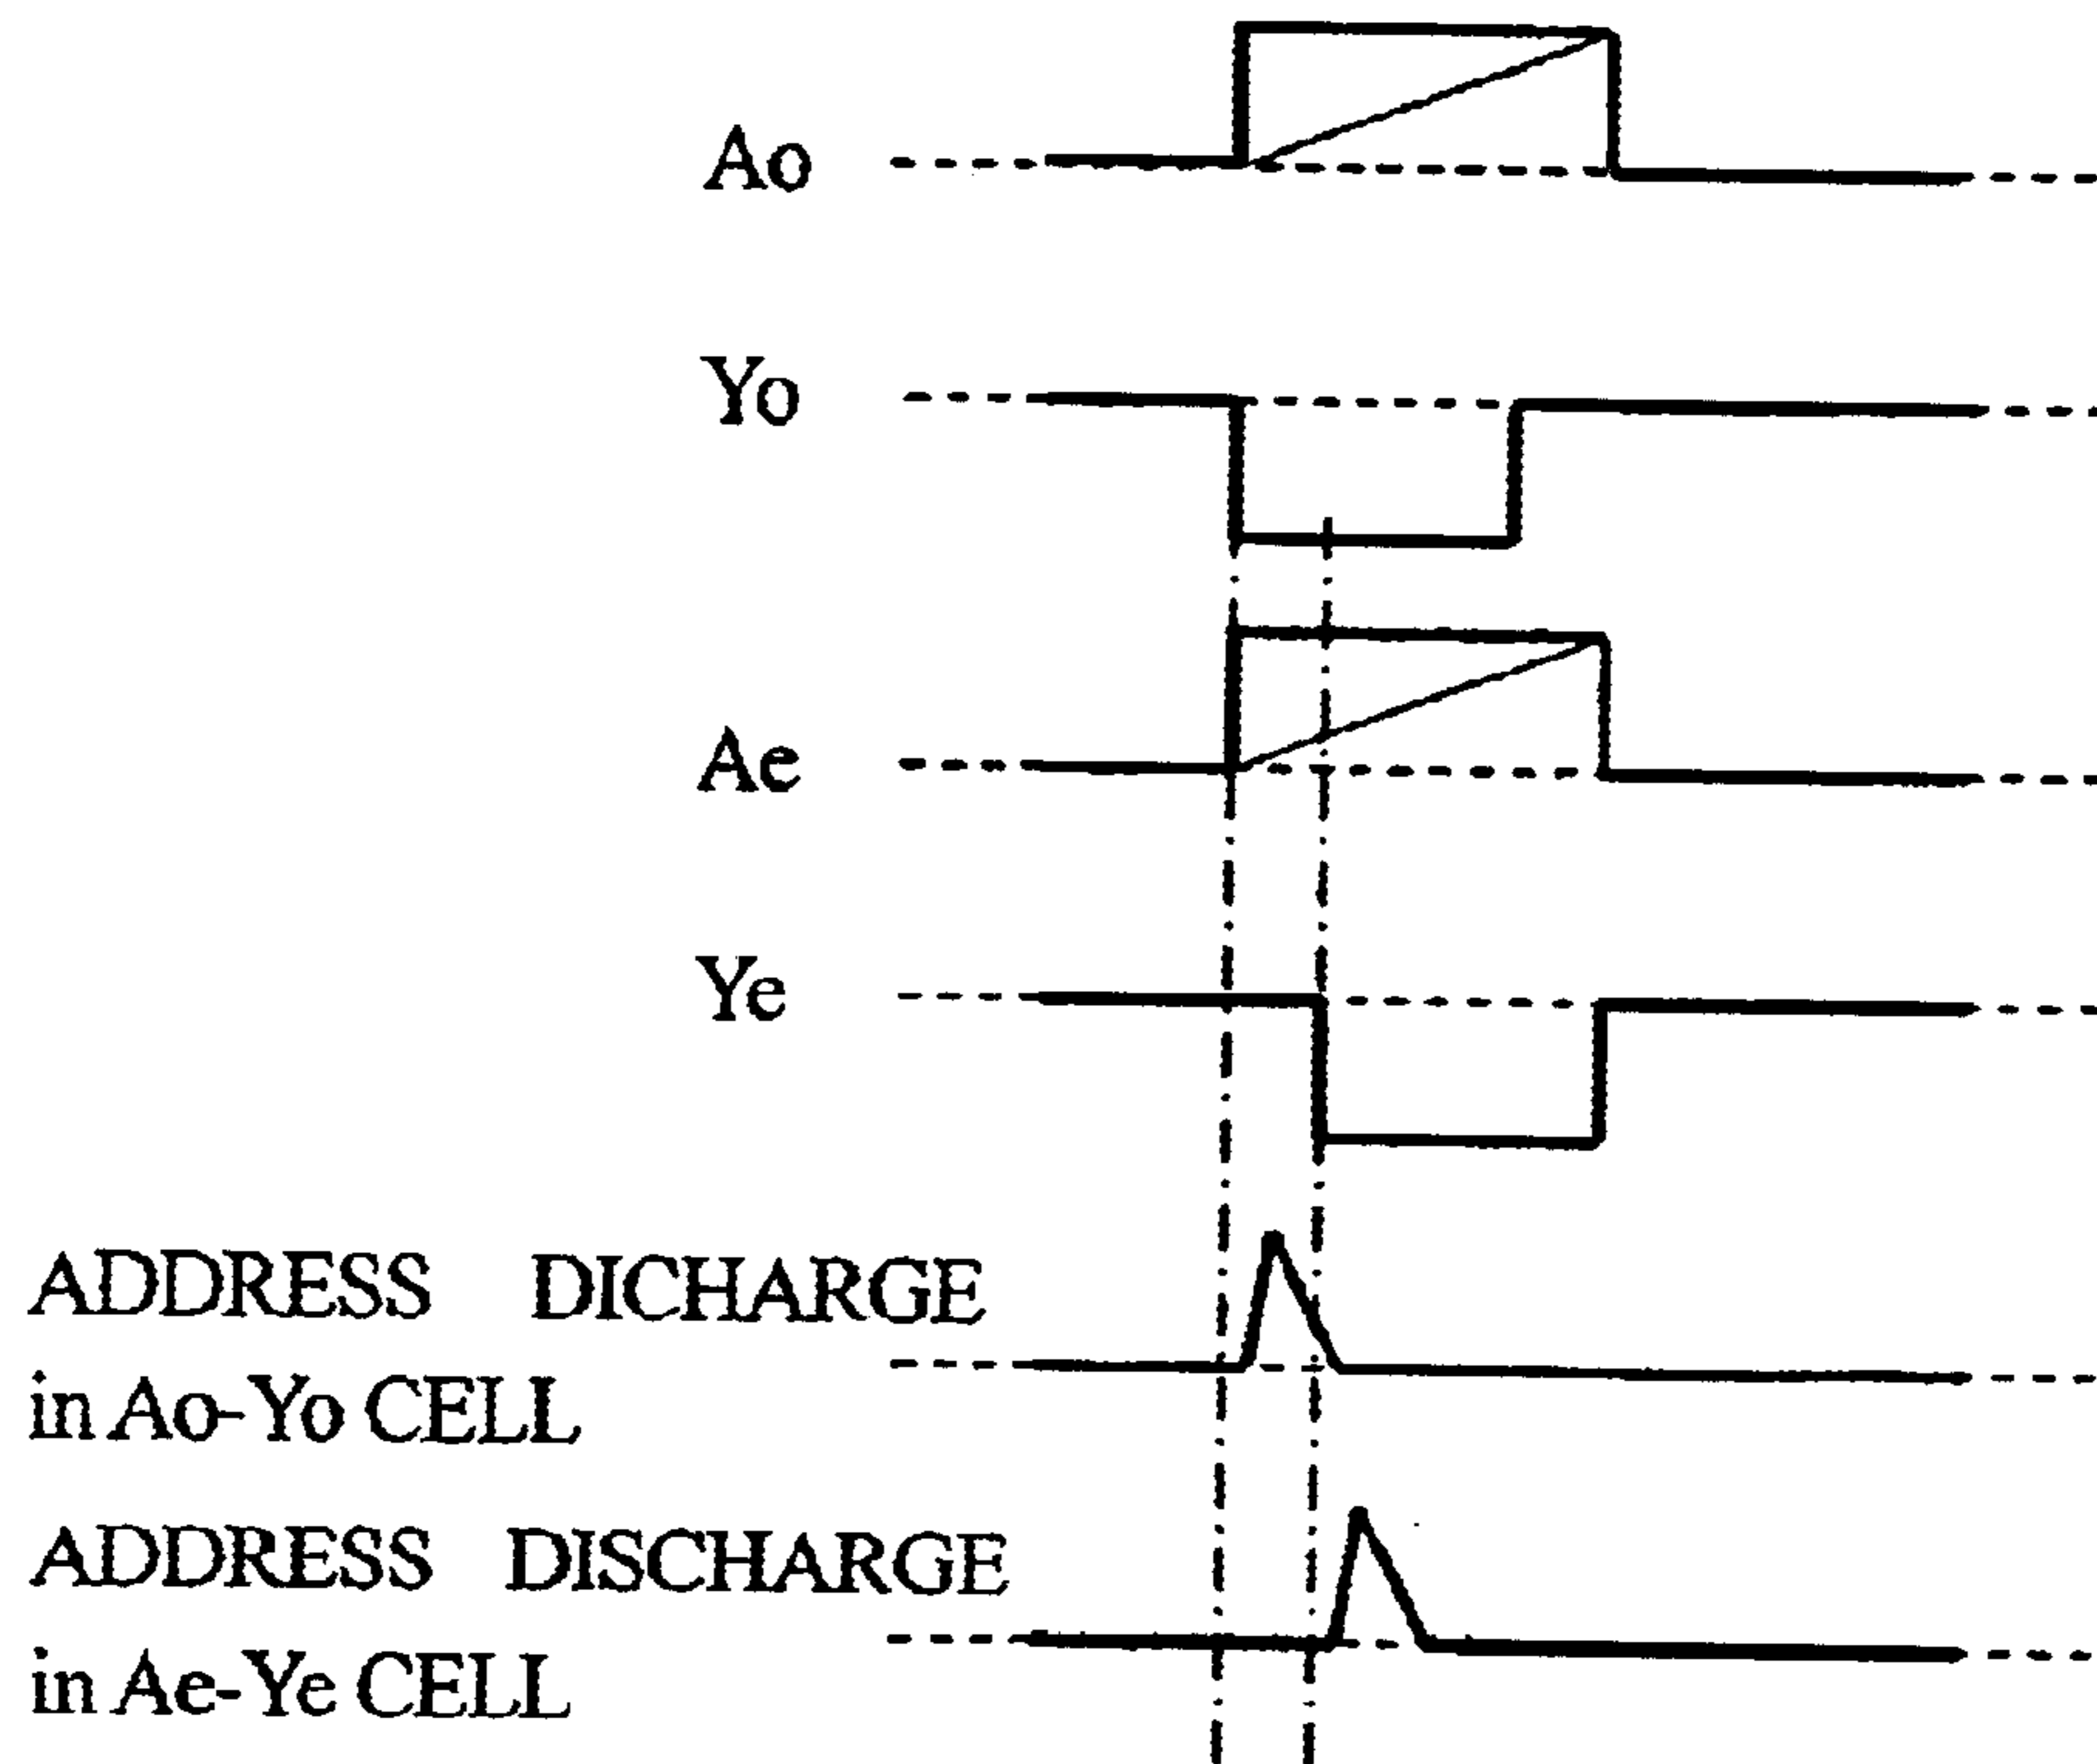 Ao
Yo
Ae
Ye
ADDRESS DICHARGE
in Ao-Yo CELL
ADDRESS DISCHARGE
in Ae-Ye CELL